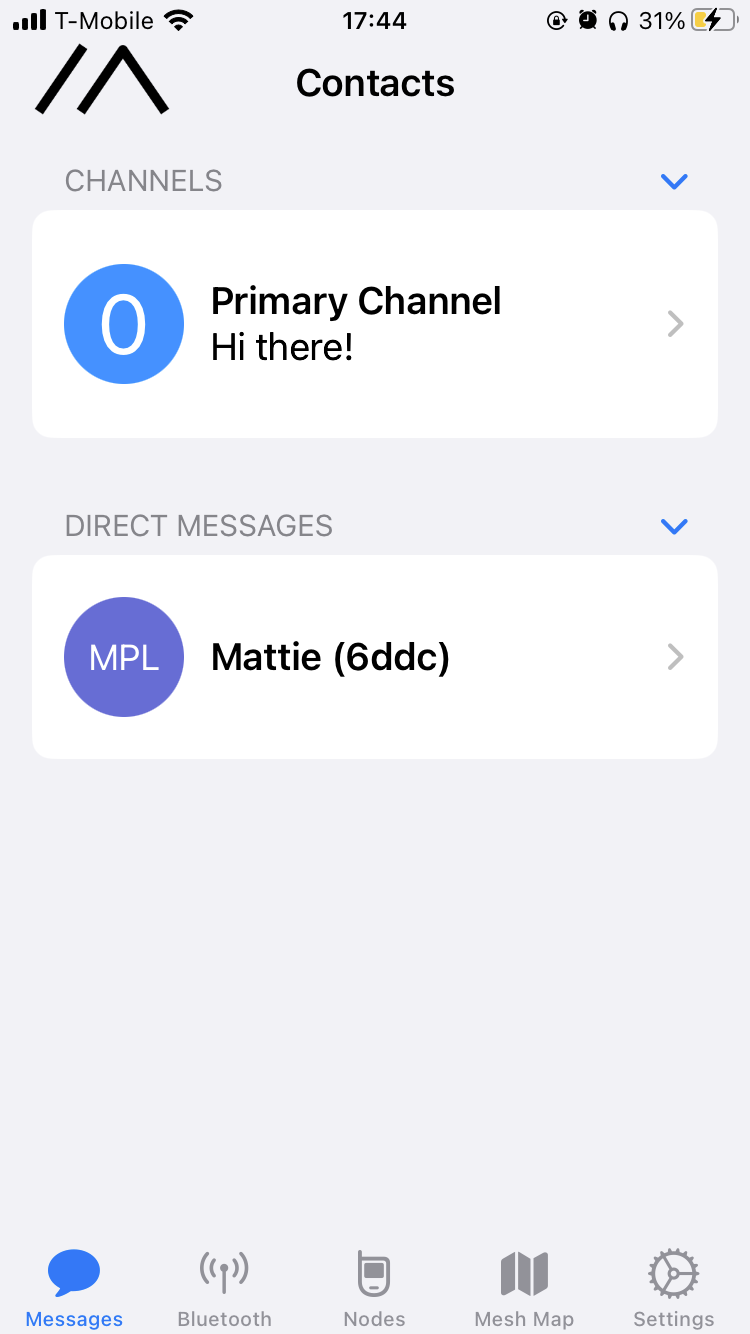 T-Mobile 17:44 31%
Contacts
CHANNELS
0
Primary Channel
Hi there!
DIRECT MESSAGES
MPL
Mattie (6ddc)
Messages Bluetooth Nodes Mesh Map Settings